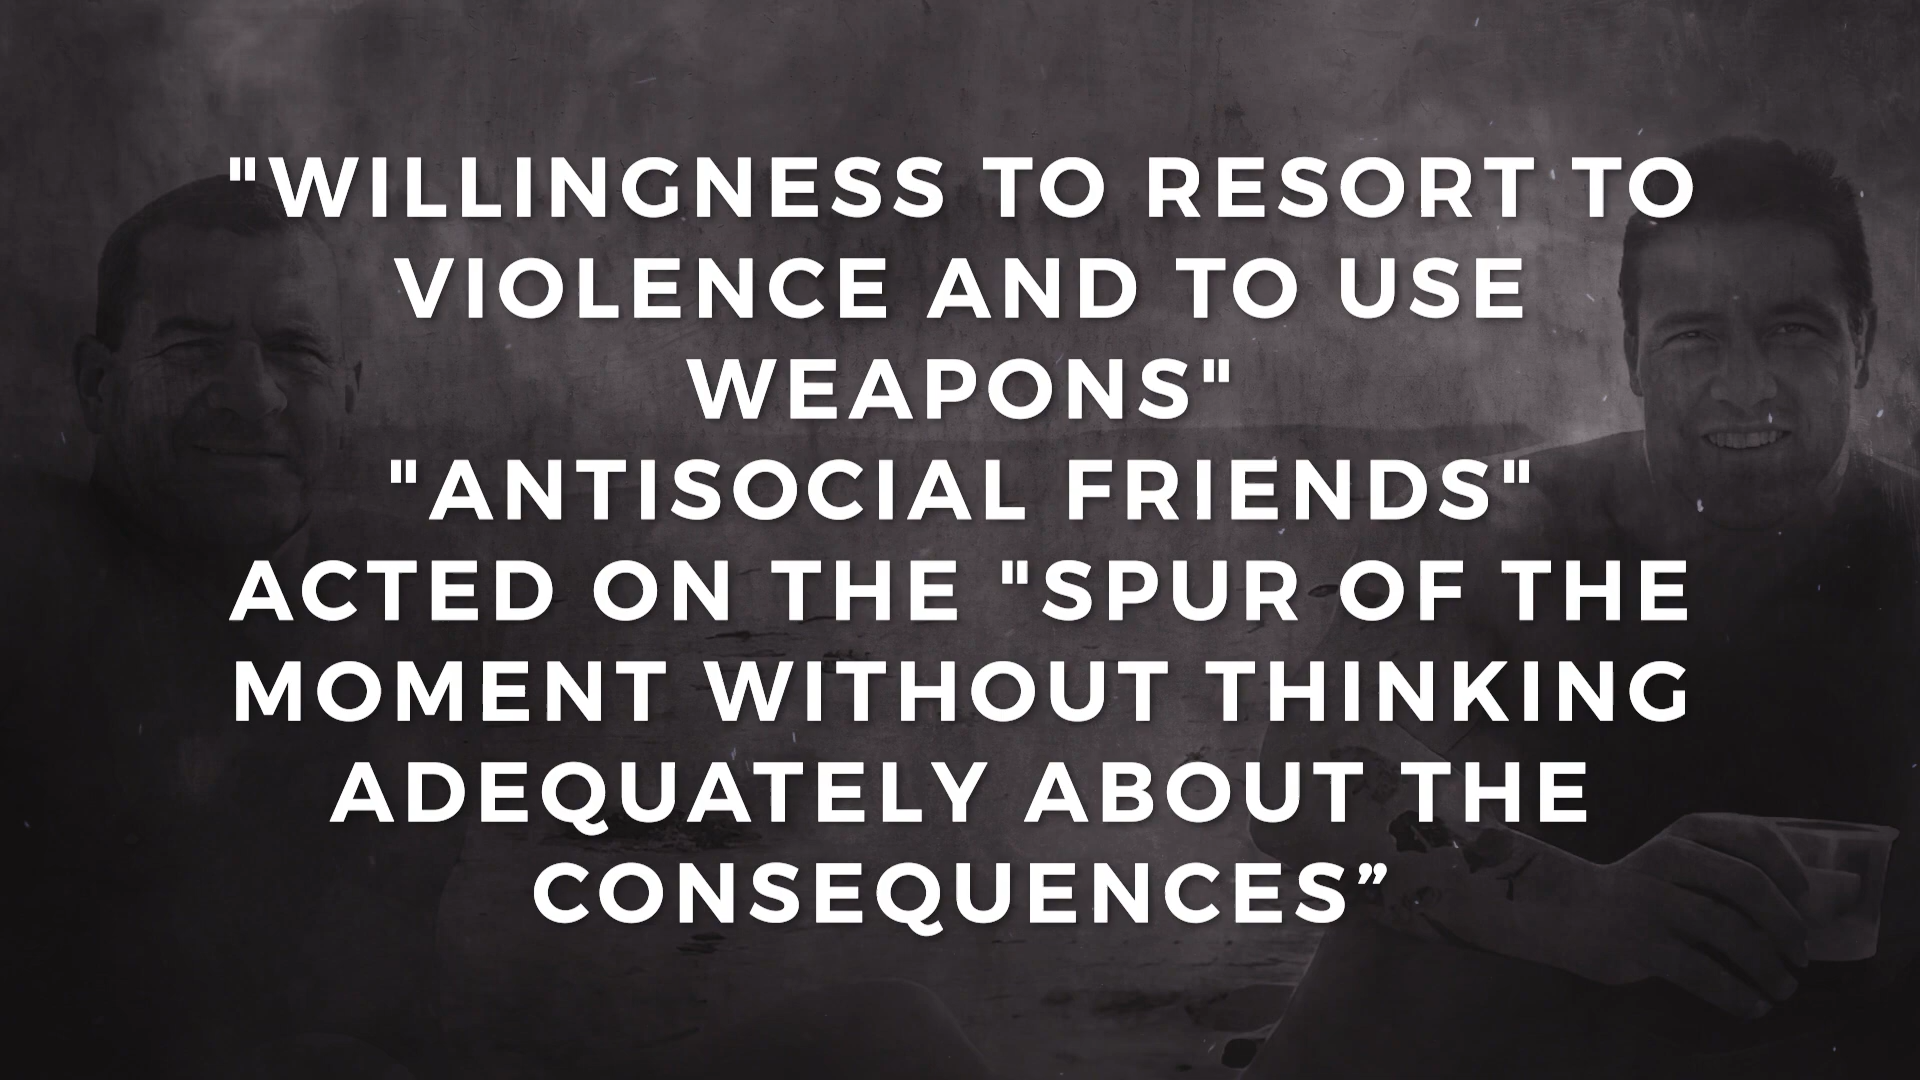 "WILLINGNESS TO RESORT TO
VIOLENCE AND TO USE
WEAPONS"
"ANTISOCIAL FRIENDS"
ACTED ON THE "SPUR OF THE
MOMENT WITHOUT THINKING
ADEQUATELY ABOUT THE
CONSEQUENCES”